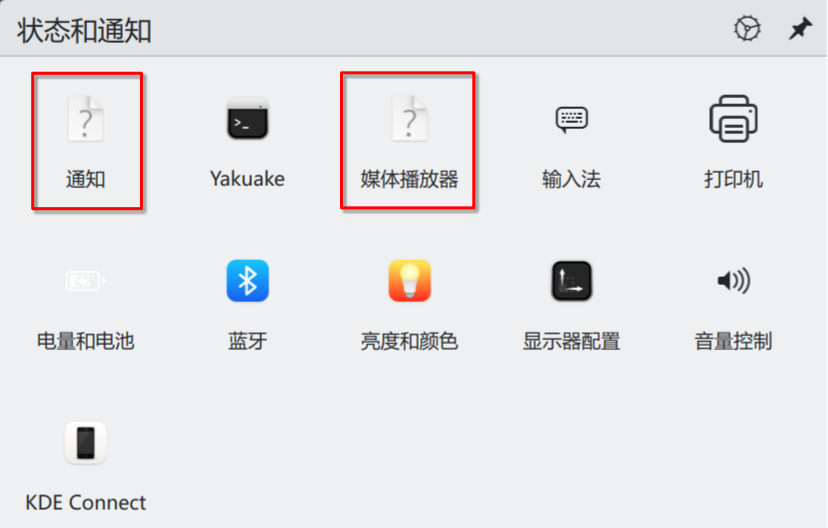 状态和通知
通知
Yakuake
媒体播放器
输入法
打印机
电量和电池
蓝牙
亮度和颜色
显示器配置
音量控制
KDE Connect